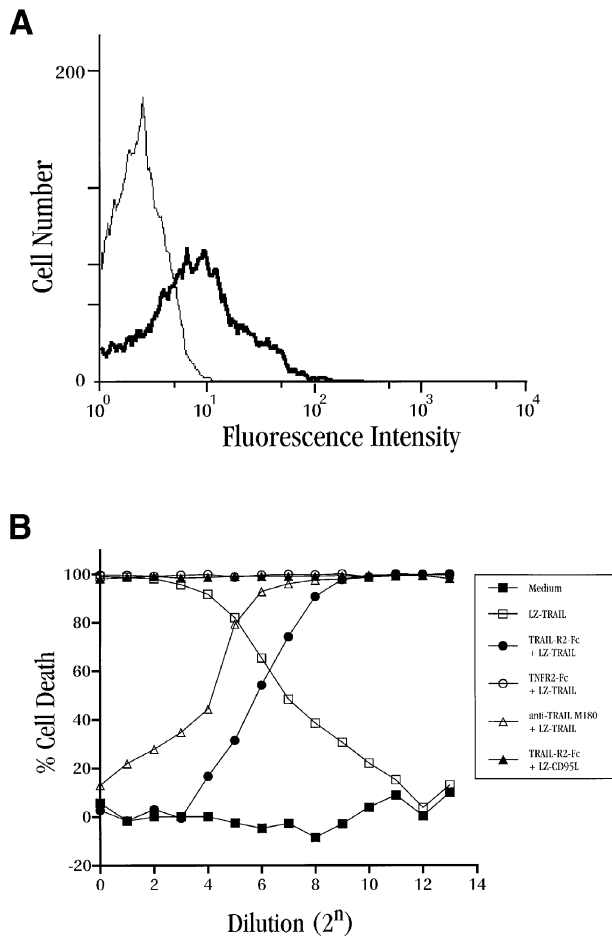 A
200
Cell Number
0
10^0 10^1 10^2 10^3 10^4
Fluorescence Intensity
B
100
80
60
40
20
0
-20
% Cell Death
0 2 4 6 8 10 12 14
Dilution (2^n)
Medium
LZ-TRAIL
TRAIL-R2-Fc
+ LZ-TRAIL
TNFR2-Fc
+ LZ-TRAIL
anti-TRAIL M180
+ LZ-TRAIL
TRAIL-R2-Fc
+ LZ-CD95L